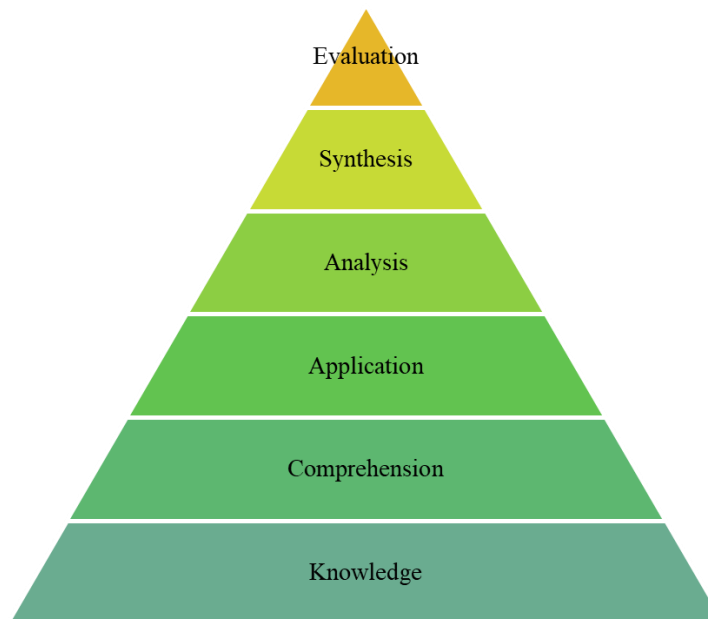 Evaluation
Synthesis
Analysis
Application
Comprehension
Knowledge